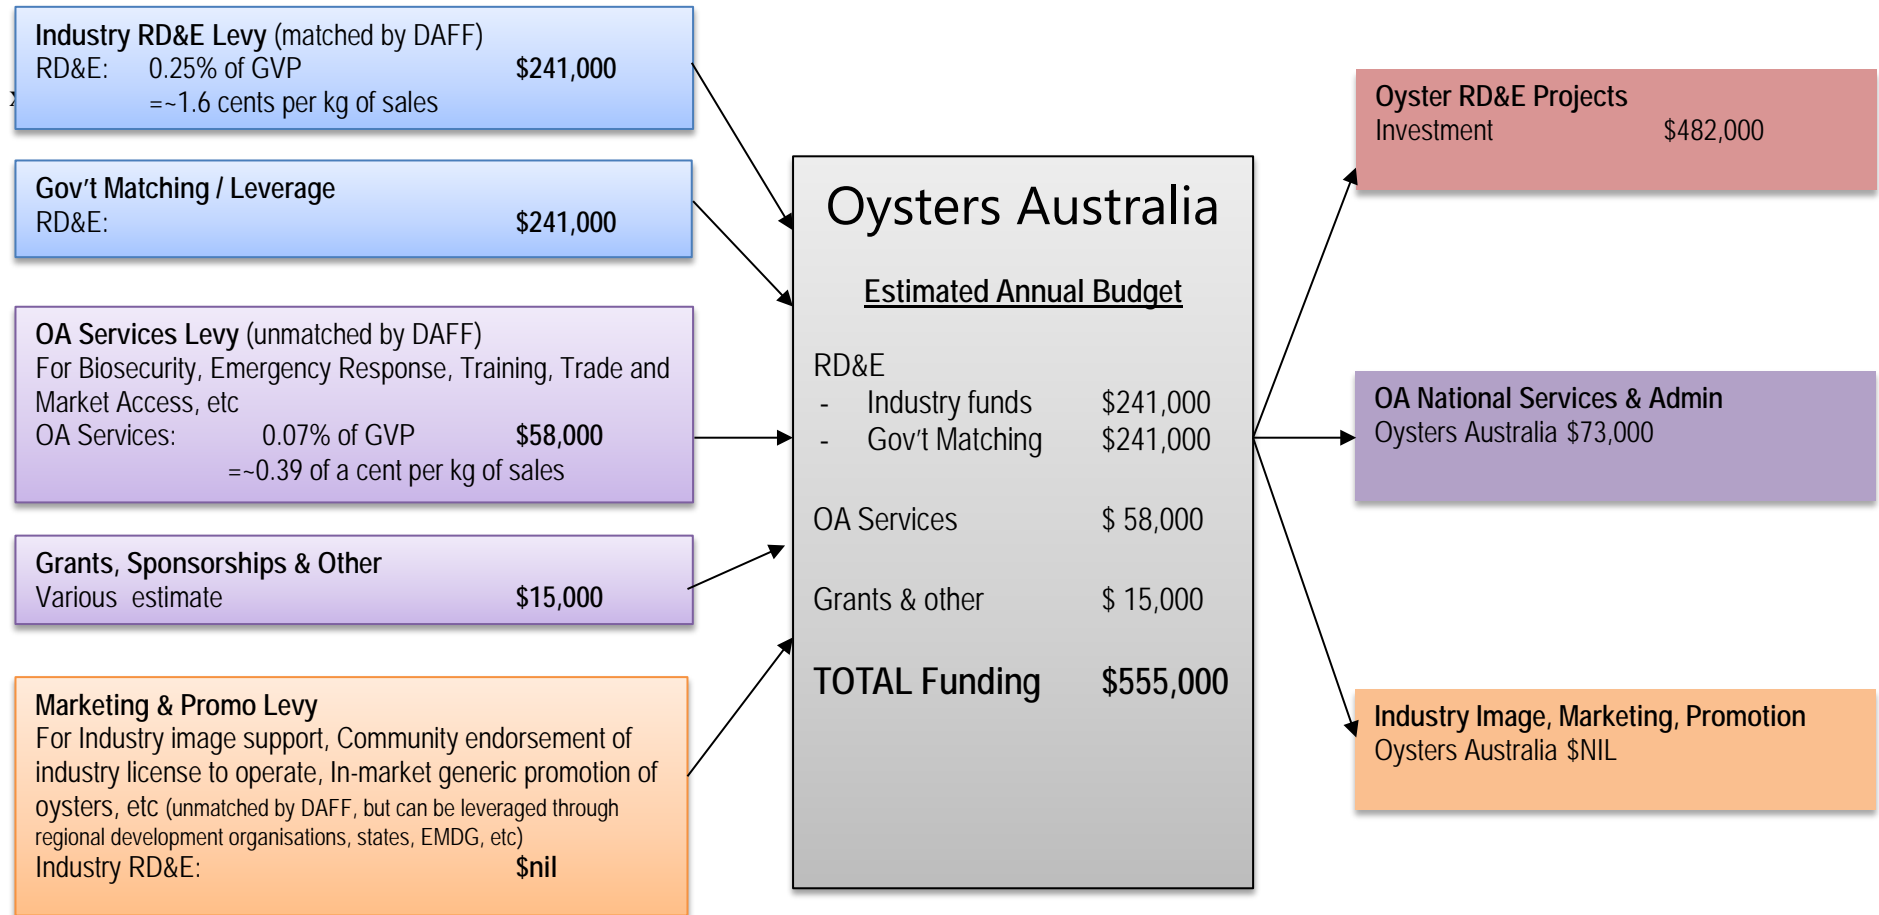 Industry RD&E Levy (matched by DAFF)
RD&E: 0.25% of GVP $241,000
=~1.6 cents per kg of sales
Gov't Matching / Leverage
RD&E: $241,000
OA Services Levy (unmatched by DAFF)
For Biosecurity, Emergency Response, Training, Trade and
Market Access, etc
OA Services: 0.07% of GVP $58,000
=~0.39 of a cent per kg of sales
Grants, Sponsorships & Other
Various estimate $15,000
Marketing & Promo Levy
For Industry image support, Community endorsement of
industry license to operate, In-market generic promotion of
oysters, etc (unmatched by DAFF, but can be leveraged through
regional development organisations, states, EMDG, etc)
Industry RD&E: $nil
Oysters Australia
Estimated Annual Budget
RD&E
- Industry funds $241,000
- Gov't Matching $241,000
OA Services $ 58,000
Grants & other $ 15,000
TOTAL Funding $555,000
Oyster RD&E Projects
Investment $482,000
OA National Services & Admin
Oysters Australia $73,000
Industry Image, Marketing, Promotion
Oysters Australia $NIL